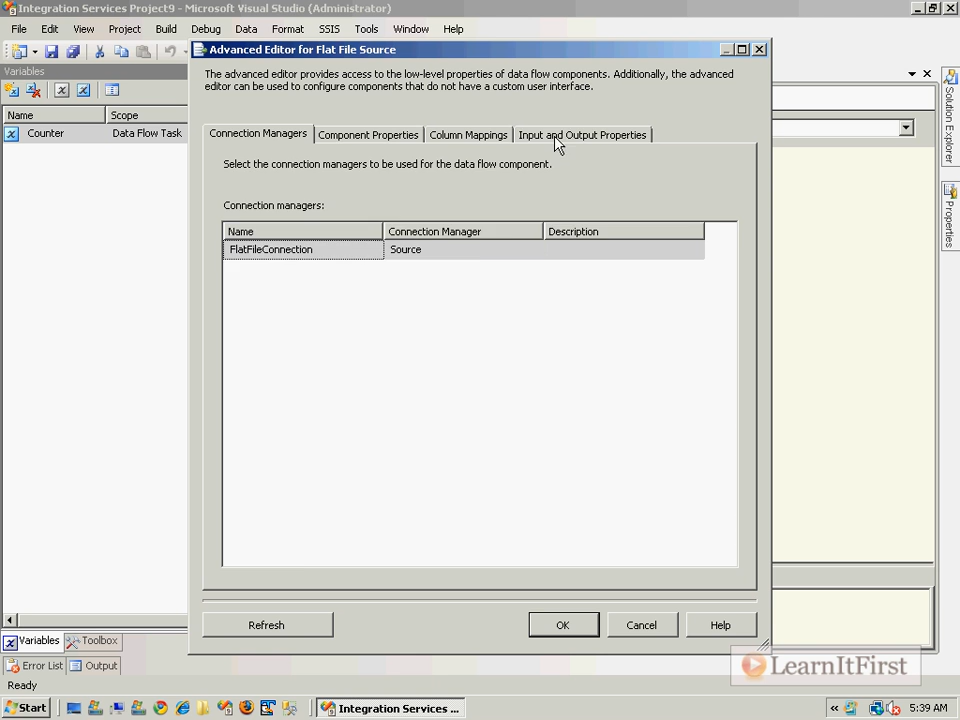 Integration Services Project9 - Microsoft Visual Studio (Administrator)
File Edit View Project Build Debug Data Format SSIS Tools Window Help
Variables
Name Scope
Counter Data Flow Task
Advanced Editor for Flat File Source
The advanced editor provides access to the low-level properties of data flow components. Additionally, the advanced
editor can be used to configure components that do not have a custom user interface.
Connection Managers Component Properties Column Mappings Input and Output Properties
Select the connection managers to be used for the data flow component.
Connection managers:
Name Connection Manager Description
FlatFileConnection Source
Refresh OK Cancel Help
Solution Explorer
Properties
Variables Toolbox
Error List Output
Ready
LearnItFirst
Start Integration Services ... « 5:39 AM